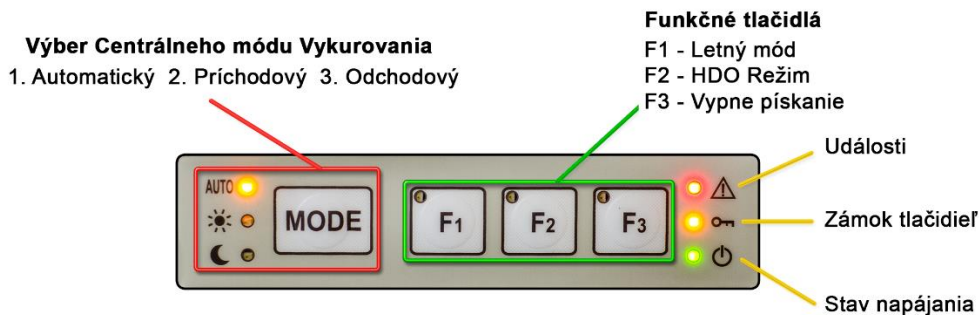 Výber Centrálneho módu Vykurovania
1. Automatický 2. Príchodový 3. Odchodový
Funkčné tlačidlá
F1 - Letný mód
F2 - HDO Režim
F3 - Vypne pískanie
Události
Zámok tlačidieľ
Stav napájania
AUTO
MODE
F1
F2
F3